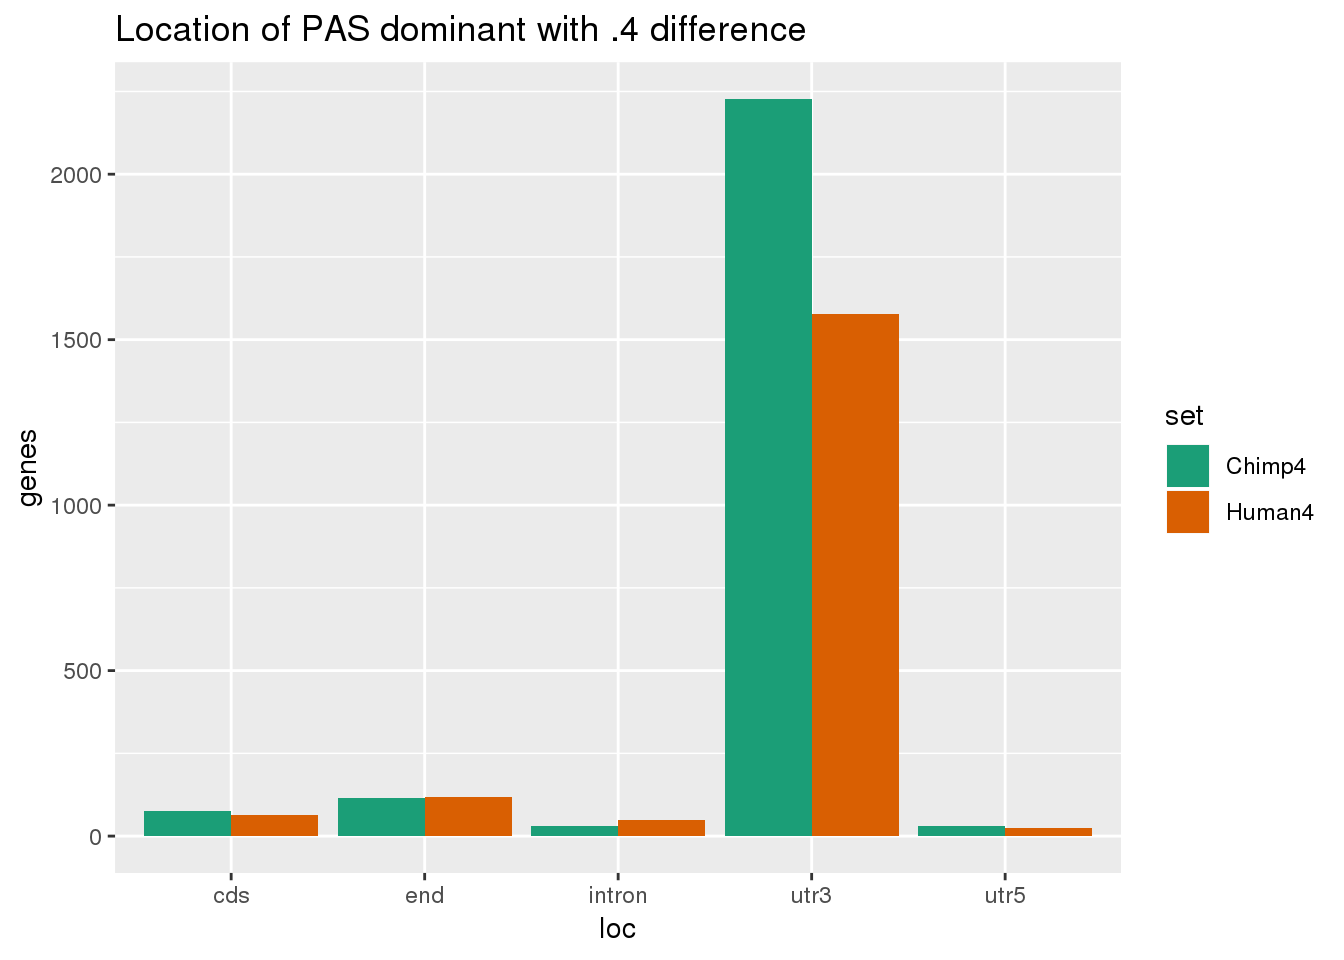 Location of PAS dominant with .4 difference
2000
1500
1000
500
0
genes
cds
end
intron
utr3
utr5
loc
set
Chimp4
Human4